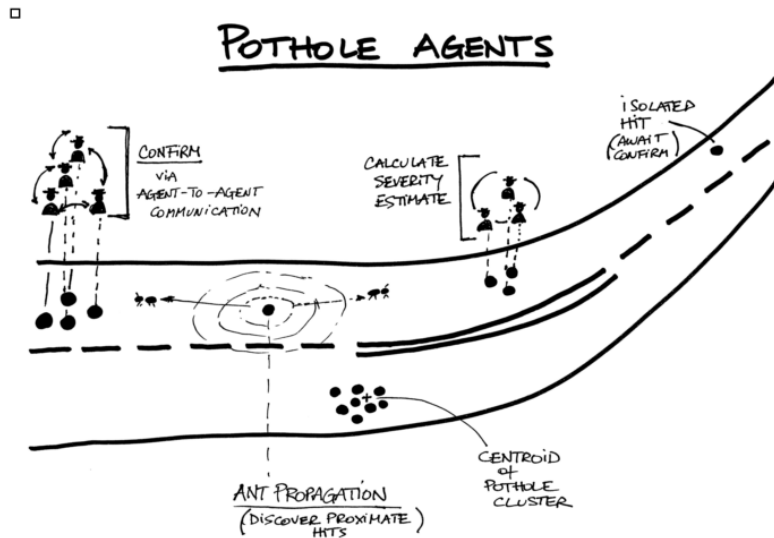 POTHOLE AGENTS
CONFIRM
VIA
AGENT-TO-AGENT
COMMUNICATION
CALCULATE
SEVERITY
ESTIMATE
ISOLATED
HIT
(AWAIT
CONFIRM)
ANT PROPAGATION
(DISCOVER PROXIMATE)
HITS
CENTROID
of
POTHOLE
CLUSTER